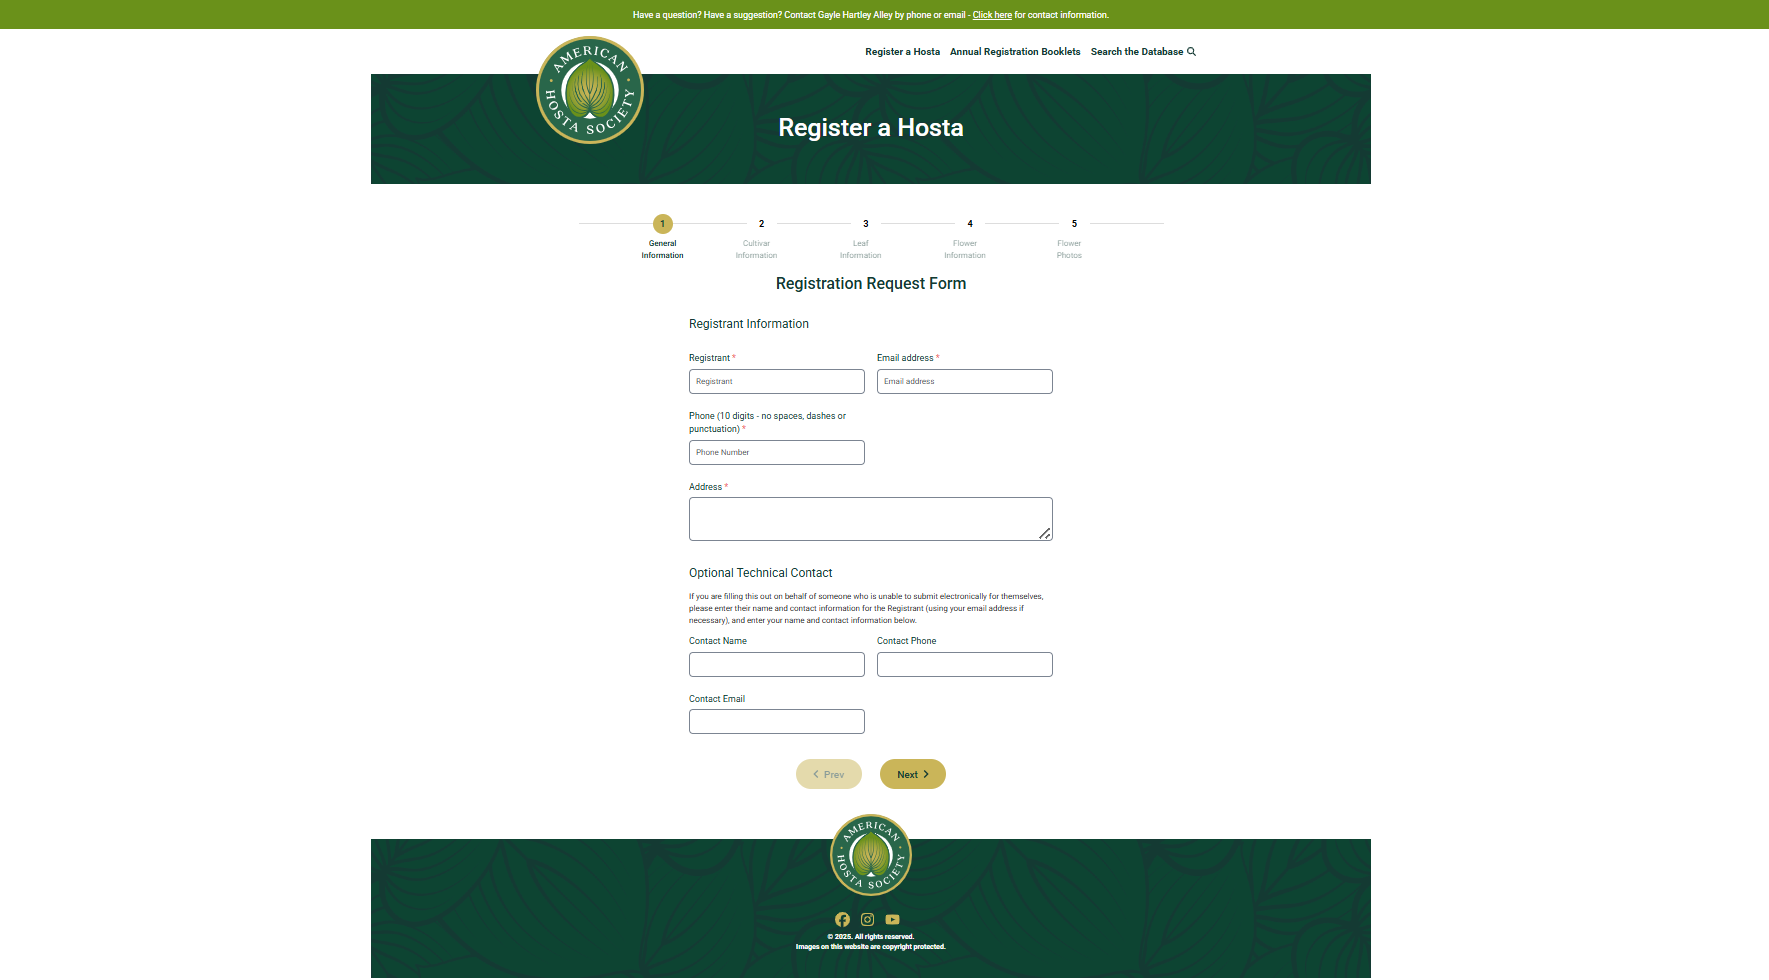 Have a question? Have a suggestion? Contact Gayle Hartley Alley by phone or email - Click here for contact information.
AMERICAN HOSTA SOCIETY
Register a Hosta Annual Registration Booklets Search the Database
Register a Hosta
1 2 3 4 5
General Information
Cultivar Information
Leaf Information
Flower Information
Flower Photos
Registration Request Form
Registrant Information
Registrant * Email address *
Registrant Email address
Phone (10 digits - no spaces, dashes or
punctuation) *
Phone Number
Address *
Optional Technical Contact
If you are filling this out on behalf of someone who is unable to submit electronically for themselves,
please enter their name and contact information for the Registrant (using your email address if
necessary), and enter your name and contact information below.
Contact Name Contact Phone
Contact Email
Prev Next
AMERICAN HOSTA SOCIETY
© 2025. All rights reserved.
Images on this website are copyright protected.